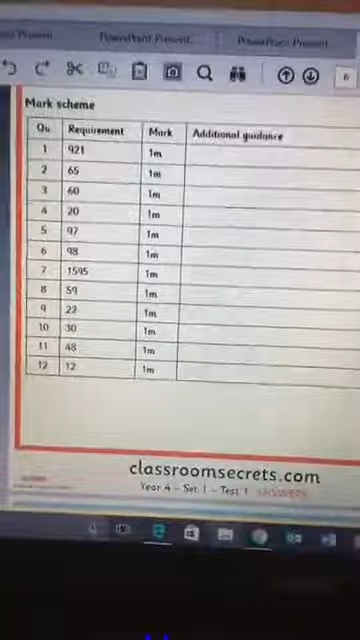 PowerPoint Present...
PowerPoint Present...
6
Mark scheme
Qu Requirement Mark Additional guidance
1 921 1m
2 65 1m
3 60 1m
4 20 1m
5 97 1m
6 98 1m
7 1595 1m
8 59 1m
9 22 1m
10 30 1m
11 48 1m
12 12 1m
classroomsecrets.com
Year 4 – Set 1 – Test 1 ANSWERS